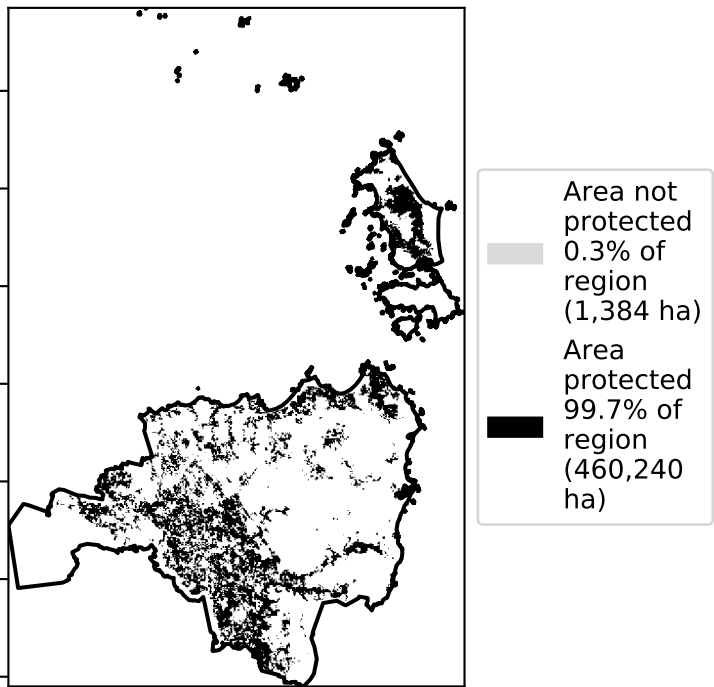 Area not
protected
0.3% of
region
(1,384 ha)
Area
protected
99.7% of
region
(460,240
ha)